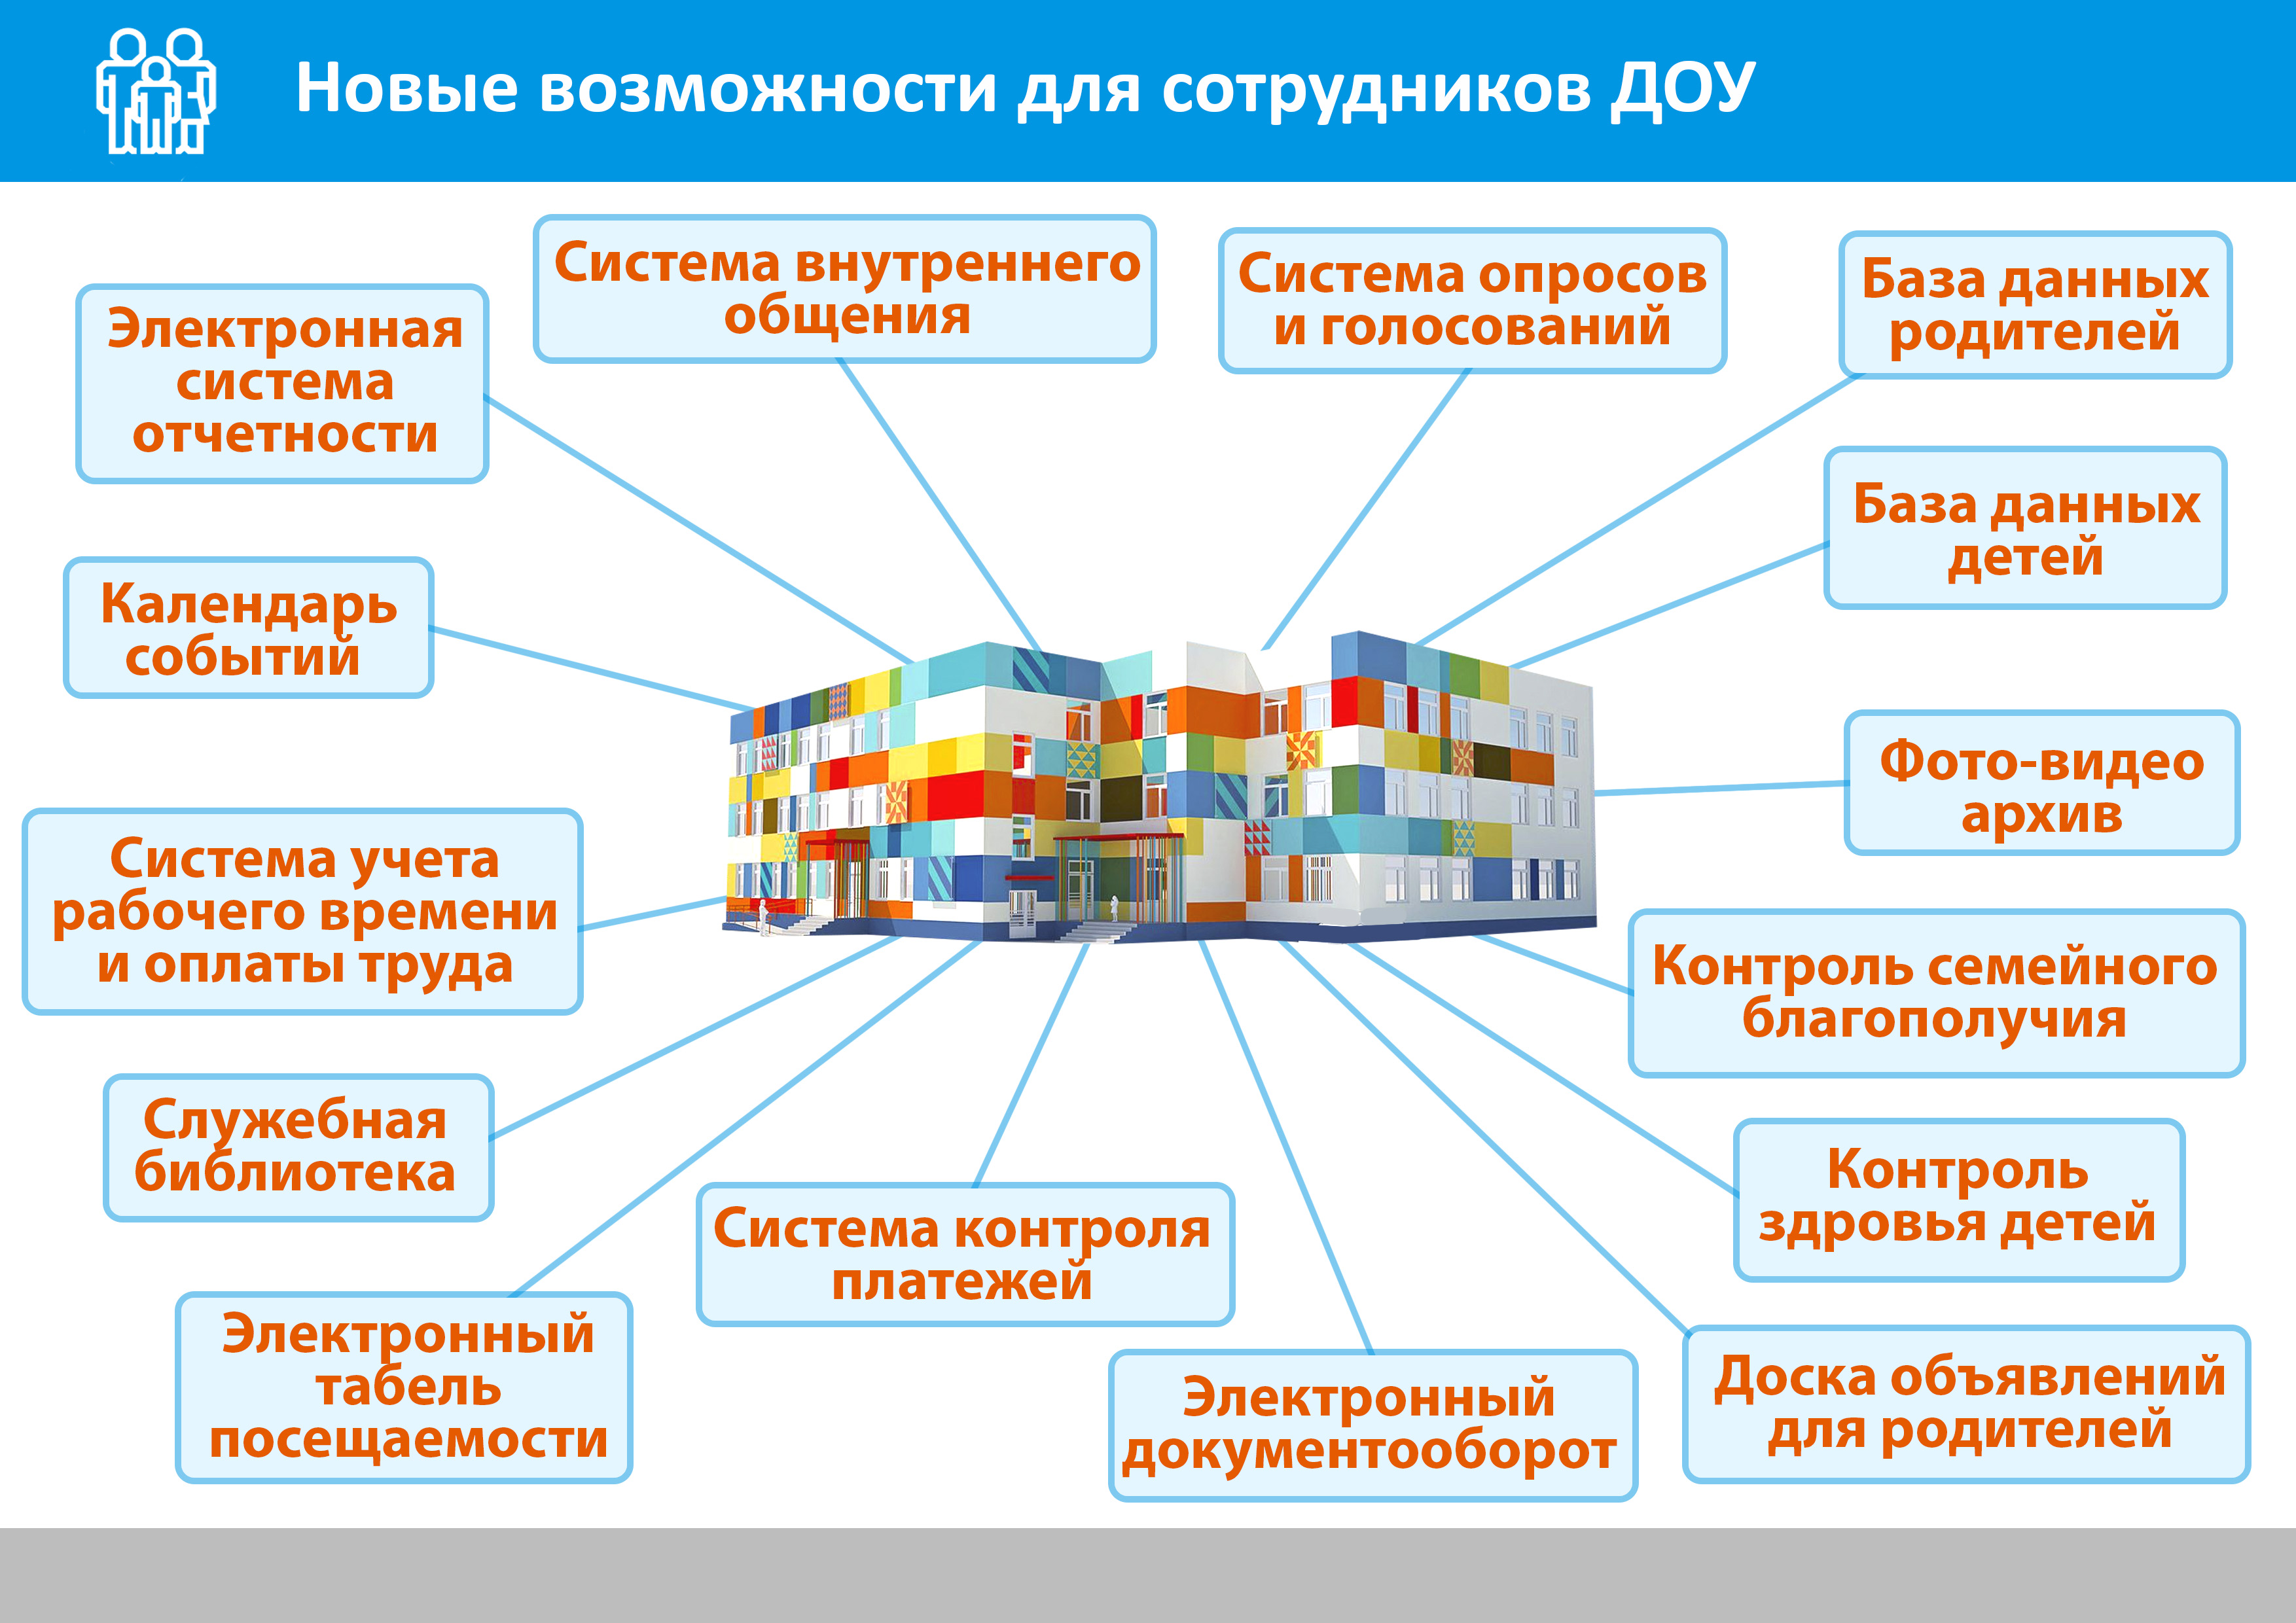 Новые возможности для сотрудников ДОУ
Система внутреннего
общения
Система опросов
и голосований
База данных
родителей
Электронная
система
отчетности
База данных
детей
Календарь
событий
Фото-видео
архив
Система учета
рабочего времени
и оплаты труда
Контроль семейного
благополучия
Служебная
библиотека
Контроль
здоровья детей
Система контроля
платежей
Электронный
табель
посещаемости
Электронный
документооборот
Доска объявлений
для родителей